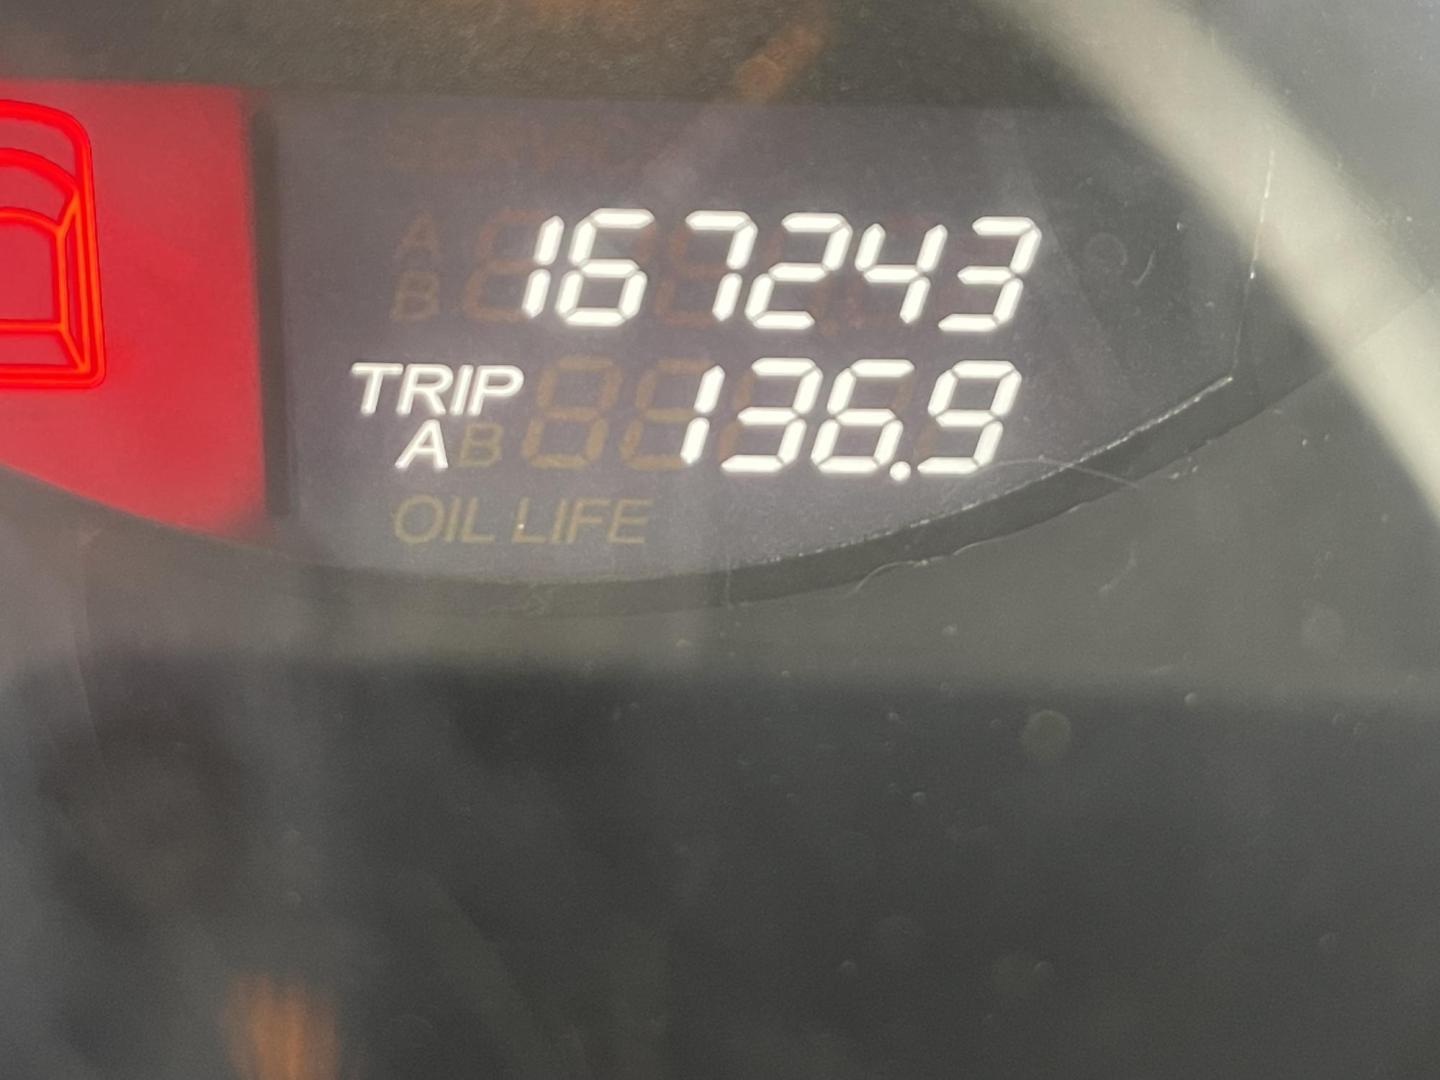 167243
TRIP 136.9
A B
OIL LIFE